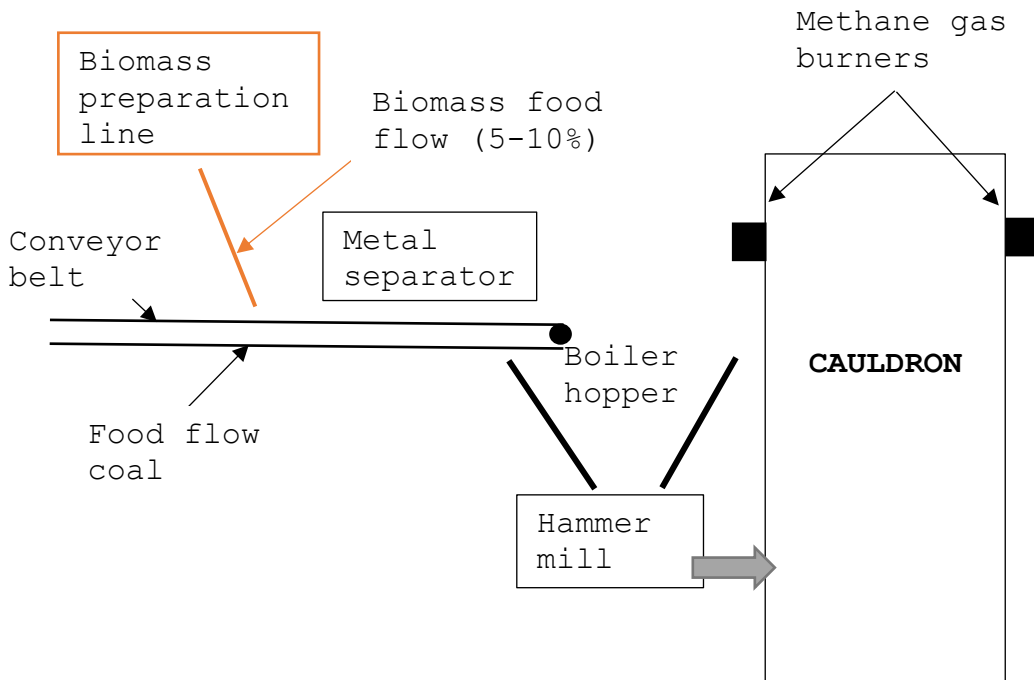 Methane gas
burners
Biomass
preparation
line
Biomass food
flow (5-10%)
Conveyor
belt
Metal
separator
Boiler
hopper
CAULDRON
Food flow
coal
Hammer
mill